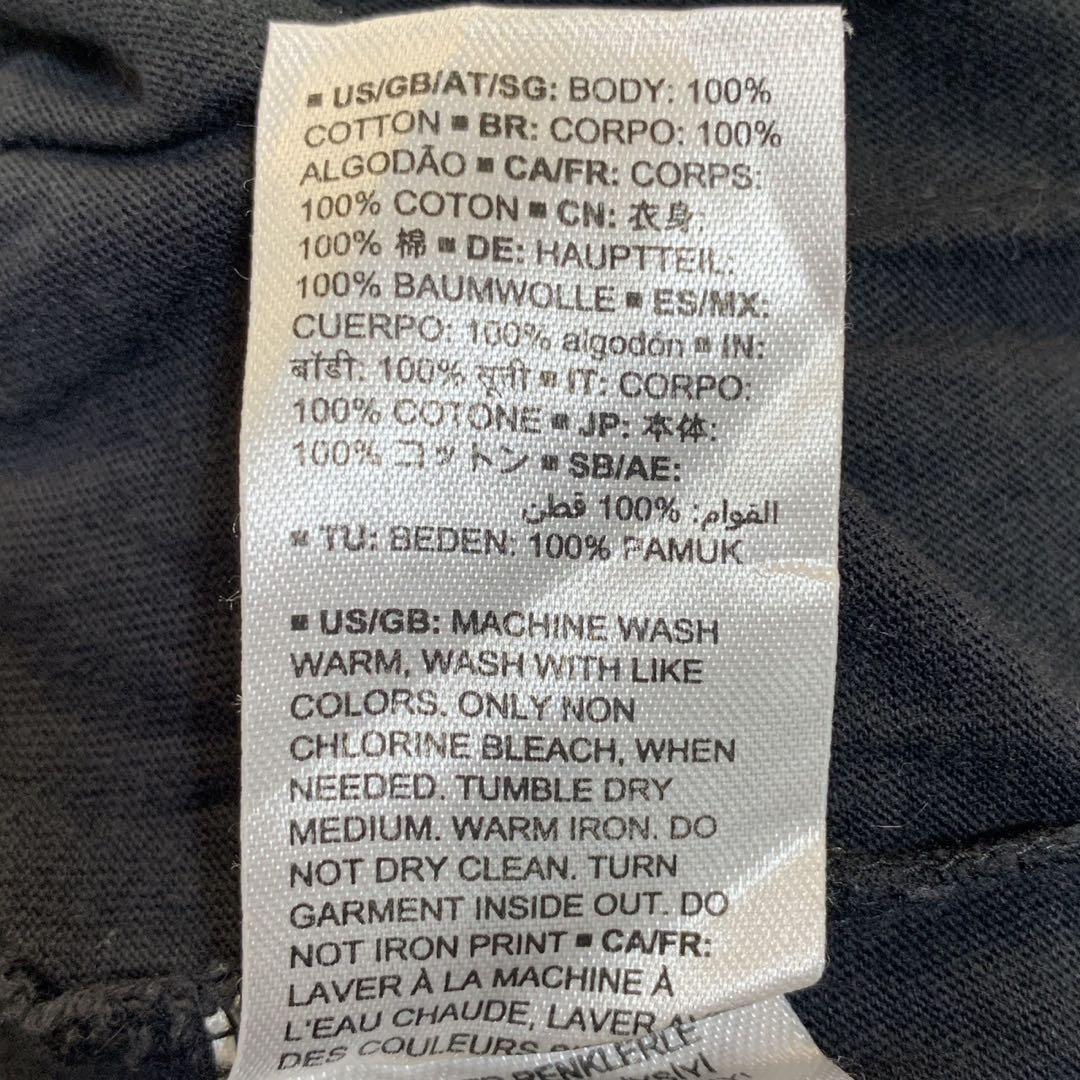 ▪ US/GB/AT/SG: BODY: 100%
COTTON ▪ BR: CORPO: 100%
ALGODÃO ▪ CA/FR: CORPS:
100% COTON ▪ CN: 衣身:
100% 棉 ▪ DE: HAUPTTEIL:
100% BAUMWOLLE ▪ ES/MX:
CUERPO: 100% algodón ▪ IN:
बॉडी: 100% सूती ▪ IT: CORPO:
100% COTONE ▪ JP: 本体:
100% コットン ▪ SB/AE:
القوام: 100% قطن
▪ TU: BEDEN: 100% PAMUK
▪ US/GB: MACHINE WASH
WARM, WASH WITH LIKE
COLORS. ONLY NON
CHLORINE BLEACH, WHEN
NEEDED. TUMBLE DRY
MEDIUM. WARM IRON. DO
NOT DRY CLEAN. TURN
GARMENT INSIDE OUT. DO
NOT IRON PRINT ▪ CA/FR:
LAVER À LA MACHINE À
L'EAU CHAUDE, LAVER
DES COULEURS